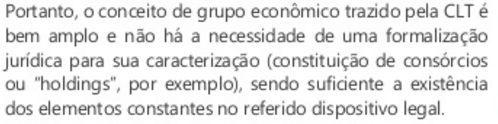 Portanto, o conceito de grupo econômico trazido pela CLT é
bem amplo e não há a necessidade de uma formalização
jurídica para sua caracterização (constituição de consórcios
ou "holdings", por exemplo), sendo suficiente a existência
dos elementos constantes no referido dispositivo legal.